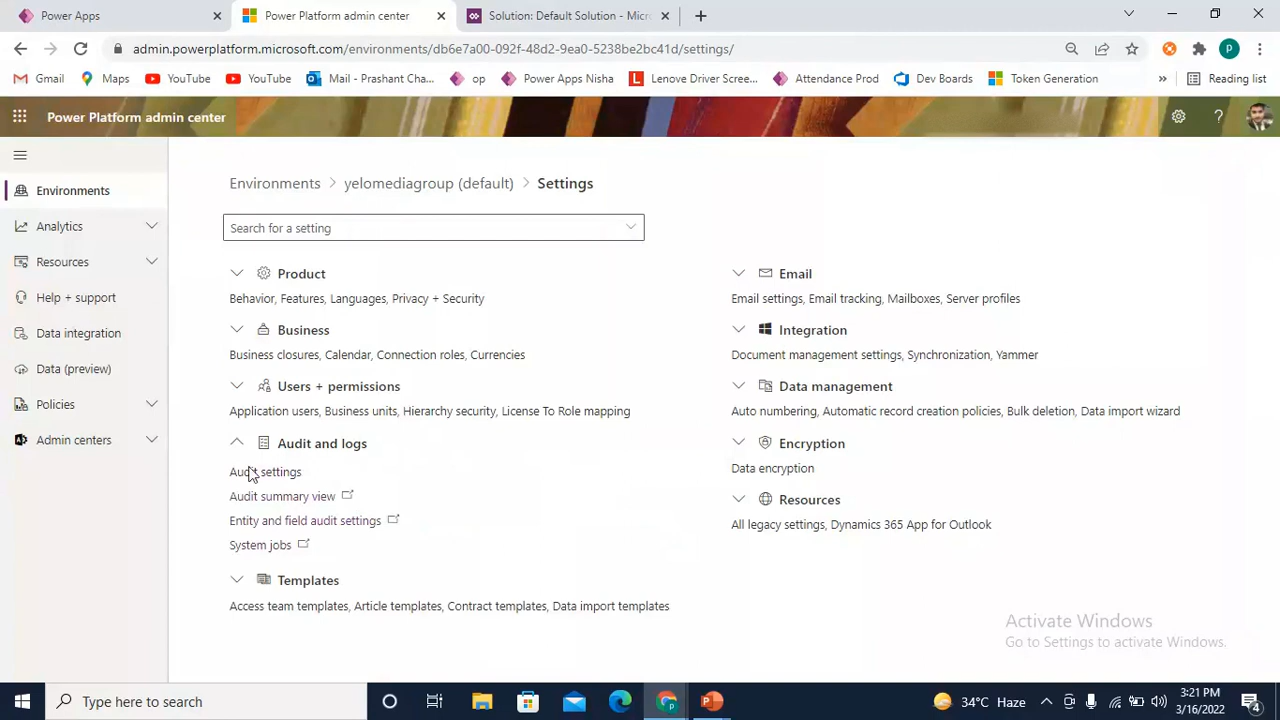 Power Apps
Power Platform admin center
Solution: Default Solution - Micr
admin.powerplatform.microsoft.com/environments/db6e7a00-092f-48d2-9ea0-5238be2bc41d/settings/
P
Gmail
Maps
YouTube
YouTube
Mail - Prashant Cha...
op
Power Apps Nisha
L
Lenove Driver Scree...
Attendance Prod
Dev Boards
Token Generation
»
Reading list
Power Platform admin center
?
Environments
Analytics
Resources
Help + support
Data integration
Data (preview)
Policies
Admin centers
Environments > yelomediagroup (default) > Settings
Search for a setting
Product
Behavior, Features, Languages, Privacy + Security
Business
Business closures, Calendar, Connection roles, Currencies
Users + permissions
Application users, Business units, Hierarchy security, License To Role mapping
Audit and logs
Audit settings
Audit summary view
Entity and field audit settings
System jobs
Templates
Access team templates, Article templates, Contract templates, Data import templates
Email
Email settings, Email tracking, Mailboxes, Server profiles
Integration
Document management settings, Synchronization, Yammer
Data management
Auto numbering, Automatic record creation policies, Bulk deletion, Data import wizard
Encryption
Data encryption
Resources
All legacy settings, Dynamics 365 App for Outlook
Activate Windows
Go to Settings to activate Windows.
Type here to search
34°C Haze
3:21 PM
3/16/2022
4